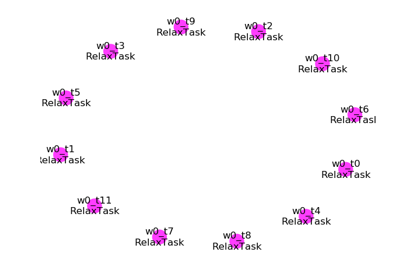 w0_t9
RelaxTask
w0_t2
RelaxTask
w0_t3
RelaxTask
w0_t10
RelaxTask
w0_t5
RelaxTask
w0_t6
RelaxTasl
w0_t1
elaxTask
w0_t0
RelaxTask
w0_t11
RelaxTask
w0_t4
RelaxTask
w0_t7
RelaxTask
w0_t8
RelaxTask